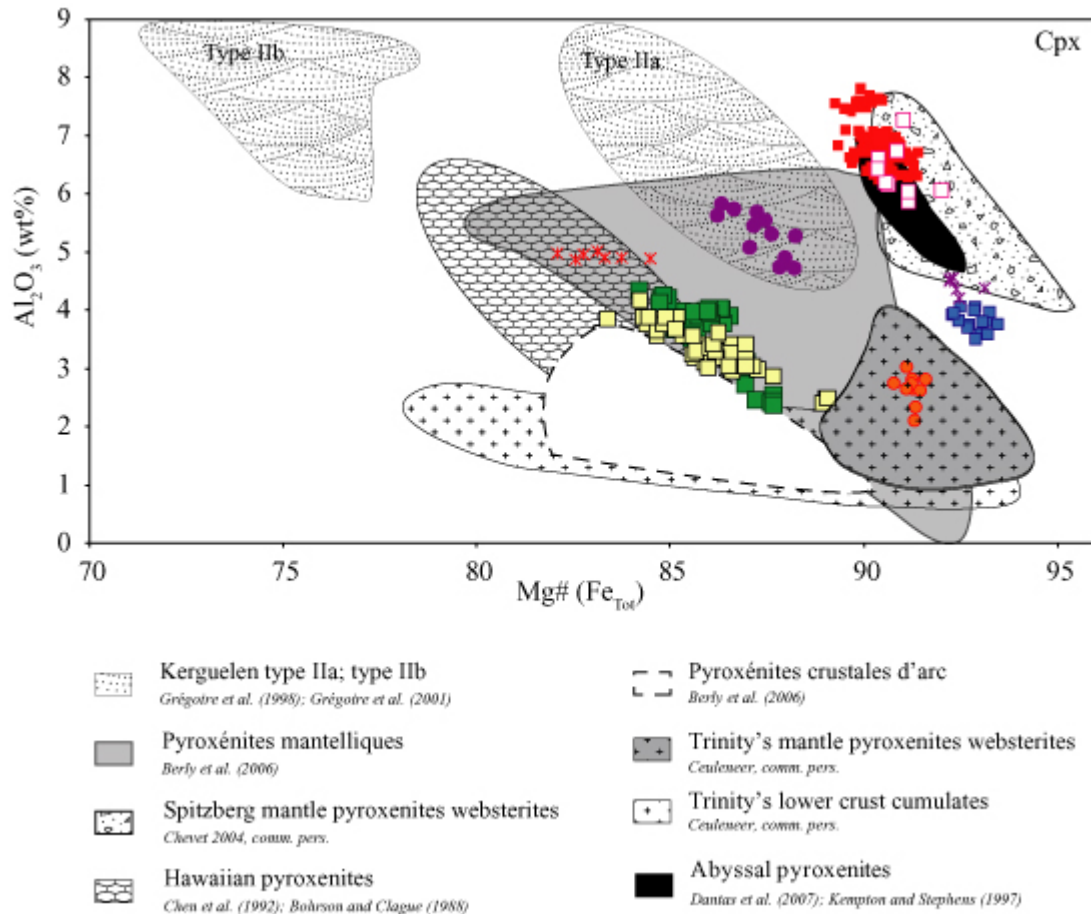 Cpx
Type IIb
Type IIa
9
8
7
6
5
4
3
2
1
0
Al2O3 (wt%)
70
75
80
85
90
95
Mg# (FeTot)
Kerguelen type IIa; type IIb
Grégoire et al. (1998); Grégoire et al. (2001)
Pyroxénites mantelliques
Berly et al. (2006)
Spitzberg mantle pyroxenites websterites
Chevet 2004, comm. pers.
Hawaiian pyroxenites
Chen et al. (1992); Bohrson and Clague (1988)
Pyroxénites crustales d'arc
Berly et al. (2006)
Trinity's mantle pyroxenites websterites
Ceuleneer, comm. pers.
Trinity's lower crust cumulates
Ceuleneer, comm. pers.
Abyssal pyroxenites
Dantas et al. (2007); Kempton and Stephens (1997)